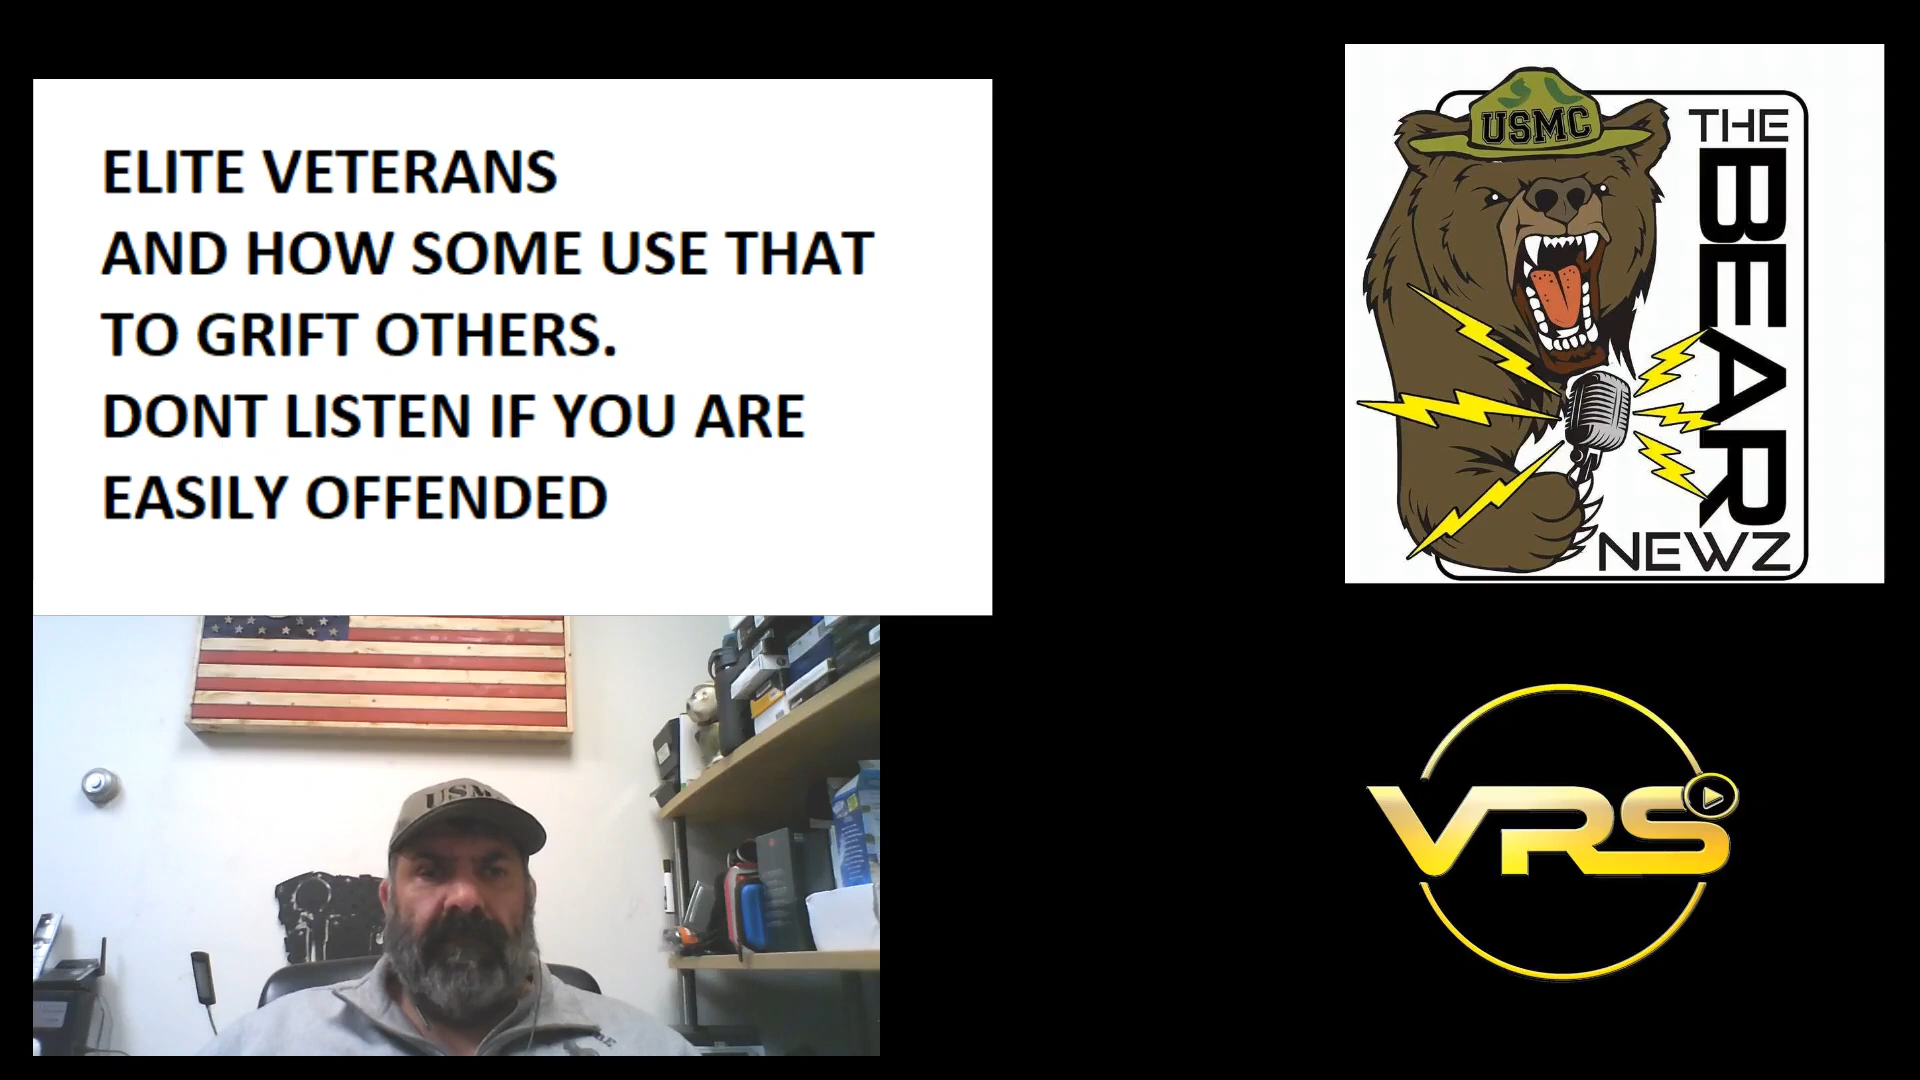 ELITE VETERANS
AND HOW SOME USE THAT
TO GRIFT OTHERS.
DONT LISTEN IF YOU ARE
EASILY OFFENDED
USMC
THE
BEAR
NEWZ
VRS
USMC